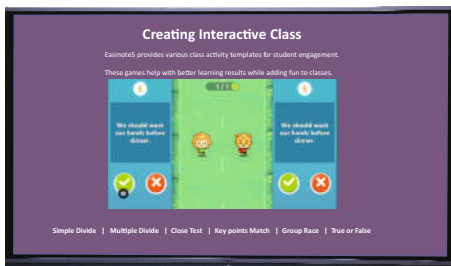 Creating Interactive Class
Easinote5 provides various class activity templates for student engagement.
These games help with better learning results while adding fun to classes.
1/1
We should wash
our hands before
dinner.
We should wash
our hands before
dinner.
Simple Divide | Multiple Divide | Close Test | Key points Match | Group Race | True or False